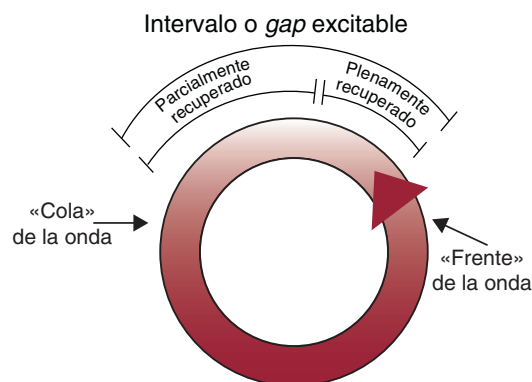 Intervalo o gap excitable
Parcialmente
recuperado
Plenamente
recuperado
«Cola»
de la onda
«Frente»
de la onda